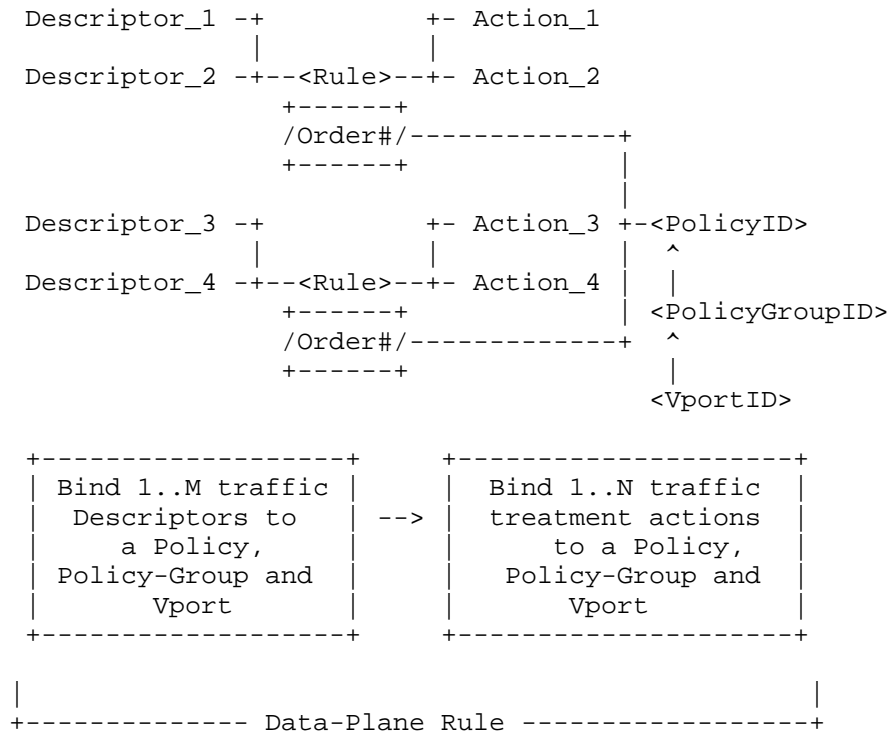 Descriptor_1 -+ +- Action_1
| |
Descriptor_2 -+--<Rule>--+- Action_2
+------+
/Order#/-------------+
+------+ |
|
Descriptor_3 -+ +- Action_3 +-<PolicyID>
| | | ^
Descriptor_4 -+--<Rule>--+- Action_4 | |
+------+ | <PolicyGroupID>
/Order#/-------------+ ^
+------+ |
<VportID>
+-------------------+ +---------------------+
| Bind 1..M traffic | | Bind 1..N traffic |
| Descriptors to | --> | treatment actions |
| a Policy, | | to a Policy, |
| Policy-Group and | | Policy-Group and |
| Vport | | Vport |
+-------------------+ +---------------------+
| |
+-------------- Data-Plane Rule ------------------+